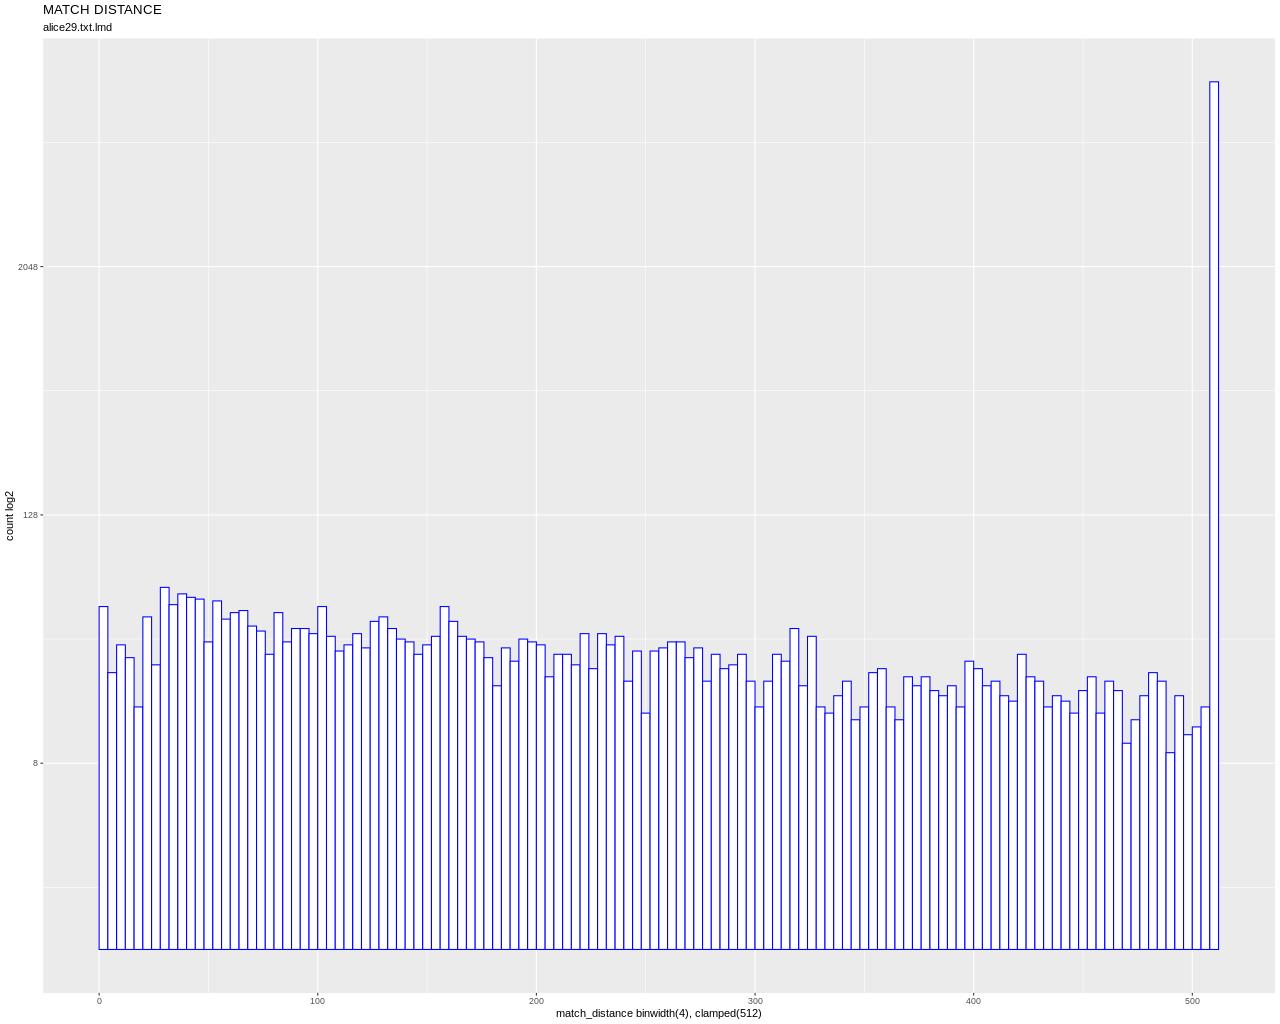 MATCH DISTANCE
alice29.txt.lmd
count log2
2048
128
8
0 100 200 300 400 500
match_distance binwidth(4), clamped(512)